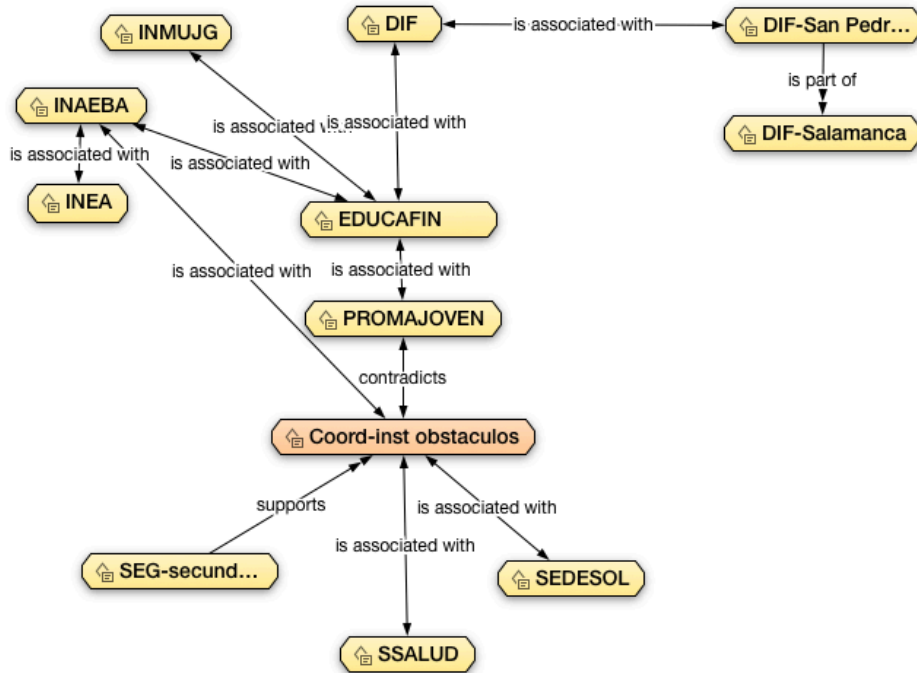 DIF
is associated with
DIF-San Pedr...
INMUJG
is part of
INAEBA
is associated with
is associated with
DIF-Salamanca
is associated with
is associated with
INEA
EDUCAFIN
is associated with
is associated with
PROMAJOVEN
contradicts
Coord-inst obstaculos
supports
is associated with
is associated with
SEG-secund...
SEDESOL
SSALUD